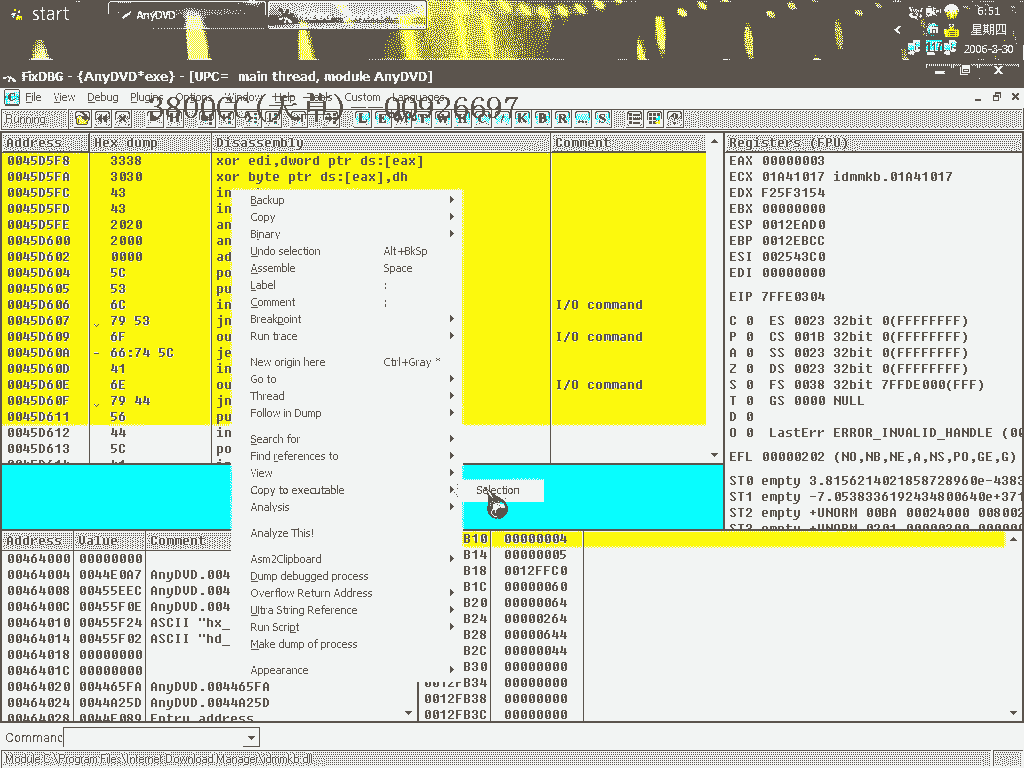 start
AnyDVD
6:51
星期四
2006-3-30
FixDBG - {AnyDVD*exe} - [UPC= main thread, module AnyDVD]
File View Debug Plugins Options Window Help Tools Custom Languages
3800CC(天肖)==00926697
Running
Address Hex dump Disassembly Comment
0045D5F8 3338 xor edi,dword ptr ds:[eax]
0045D5FA 3030 xor byte ptr ds:[eax],dh
0045D5FC 43 in
0045D5FD 43 in
0045D5FE 2020 an
0045D600 2000 an
0045D602 0000 ad
0045D604 5C po
0045D605 53 pu
0045D606 6C in I/O command
0045D607 79 53 jn
0045D609 6F ou I/O command
0045D60A - 66:74 5C je
0045D60D 41 in
0045D60E 6E ou I/O command
0045D60F 79 44 jn
0045D611 56 pu
0045D612 44 in
0045D613 5C po
0045D614 41 in
Backup
Copy
Binary
Undo selection Alt+BkSp
Assemble Space
Label :
Comment ;
Breakpoint
Run trace
New origin here Ctrl+Gray *
Go to
Thread
Follow in Dump
Search for
Find references to
View
Copy to executable
Selection
Analysis
Analyze This!
Asm2Clipboard
Dump debugged process
Overflow Return Address
Ultra String Reference
Run Script
Make dump of process
Appearance
Registers (FPU)
EAX 00000003
ECX 01A41017 idmmkb.01A41017
EDX F25F3154
EBX 00000000
ESP 0012EAD0
EBP 0012EBCC
ESI 002543C0
EDI 00000000
EIP 7FFE0304
C 0 ES 0023 32bit 0(FFFFFFFF)
P 0 CS 001B 32bit 0(FFFFFFFF)
A 0 SS 0023 32bit 0(FFFFFFFF)
Z 0 DS 0023 32bit 0(FFFFFFFF)
S 0 FS 0038 32bit 7FFDE000(FFF)
T 0 GS 0000 NULL
D 0
O 0 LastErr ERROR_INVALID_HANDLE (00
EFL 00000202 (NO,NB,NE,A,NS,PO,GE,G)
ST0 empty 3.8156214021858728960e-4383
ST1 empty -7.0538336192434800640e+371
ST2 empty +UNORM 00BA 00024000 008002
ST3 empty +UNORM 0201 00000300 000000
Address Value Comment
00464000 00000000
00464004 0044E0A7 AnyDVD.004
00464008 00455EEC AnyDVD.004
0046400C 00455F0E AnyDVD.004
00464010 00455F24 ASCII "hx_
00464014 00455F02 ASCII "hd_
00464018 00000000
0046401C 00000000
00464020 004465FA AnyDVD.004465FA
00464024 0044A25D AnyDVD.0044A25D
00464028 0044E089 Entry address
B10 00000004
B14 00000005
B18 0012FFC0
B1C 00000060
B20 00000064
B24 00000264
B28 00000644
B2C 00000044
B30 00000000
0012FB34 00000000
0012FB38 00000000
0012FB3C 00000000
Command
Module C:\Program Files\Internet Download Manager\idmmkb.dll